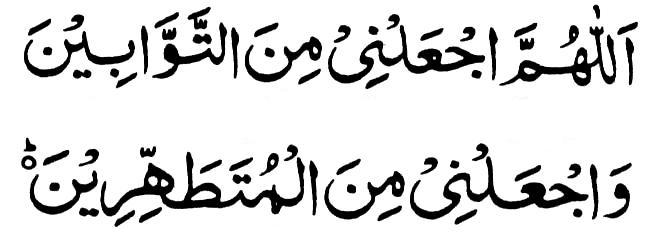 اَللّٰهُمَّ اجْعَلْنِیْ مِنَ التَّوَّابِیْنَ
وَاجْعَلْنِیْ مِنَ الْمُتَطَهِّرِیْنَ ؕ